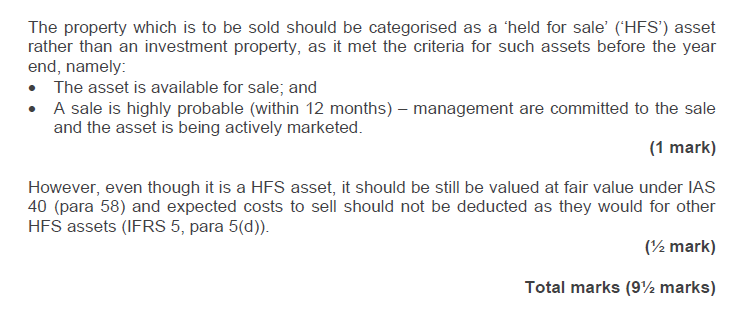 The property which is to be sold should be categorised as a ‘held for sale’ (‘HFS’) asset
rather than an investment property, as it met the criteria for such assets before the year
end, namely:
• The asset is available for sale; and
• A sale is highly probable (within 12 months) – management are committed to the sale
and the asset is being actively marketed.
(1 mark)
However, even though it is a HFS asset, it should be still be valued at fair value under IAS
40 (para 58) and expected costs to sell should not be deducted as they would for other
HFS assets (IFRS 5, para 5(d)).
(½ mark)
Total marks (9½ marks)